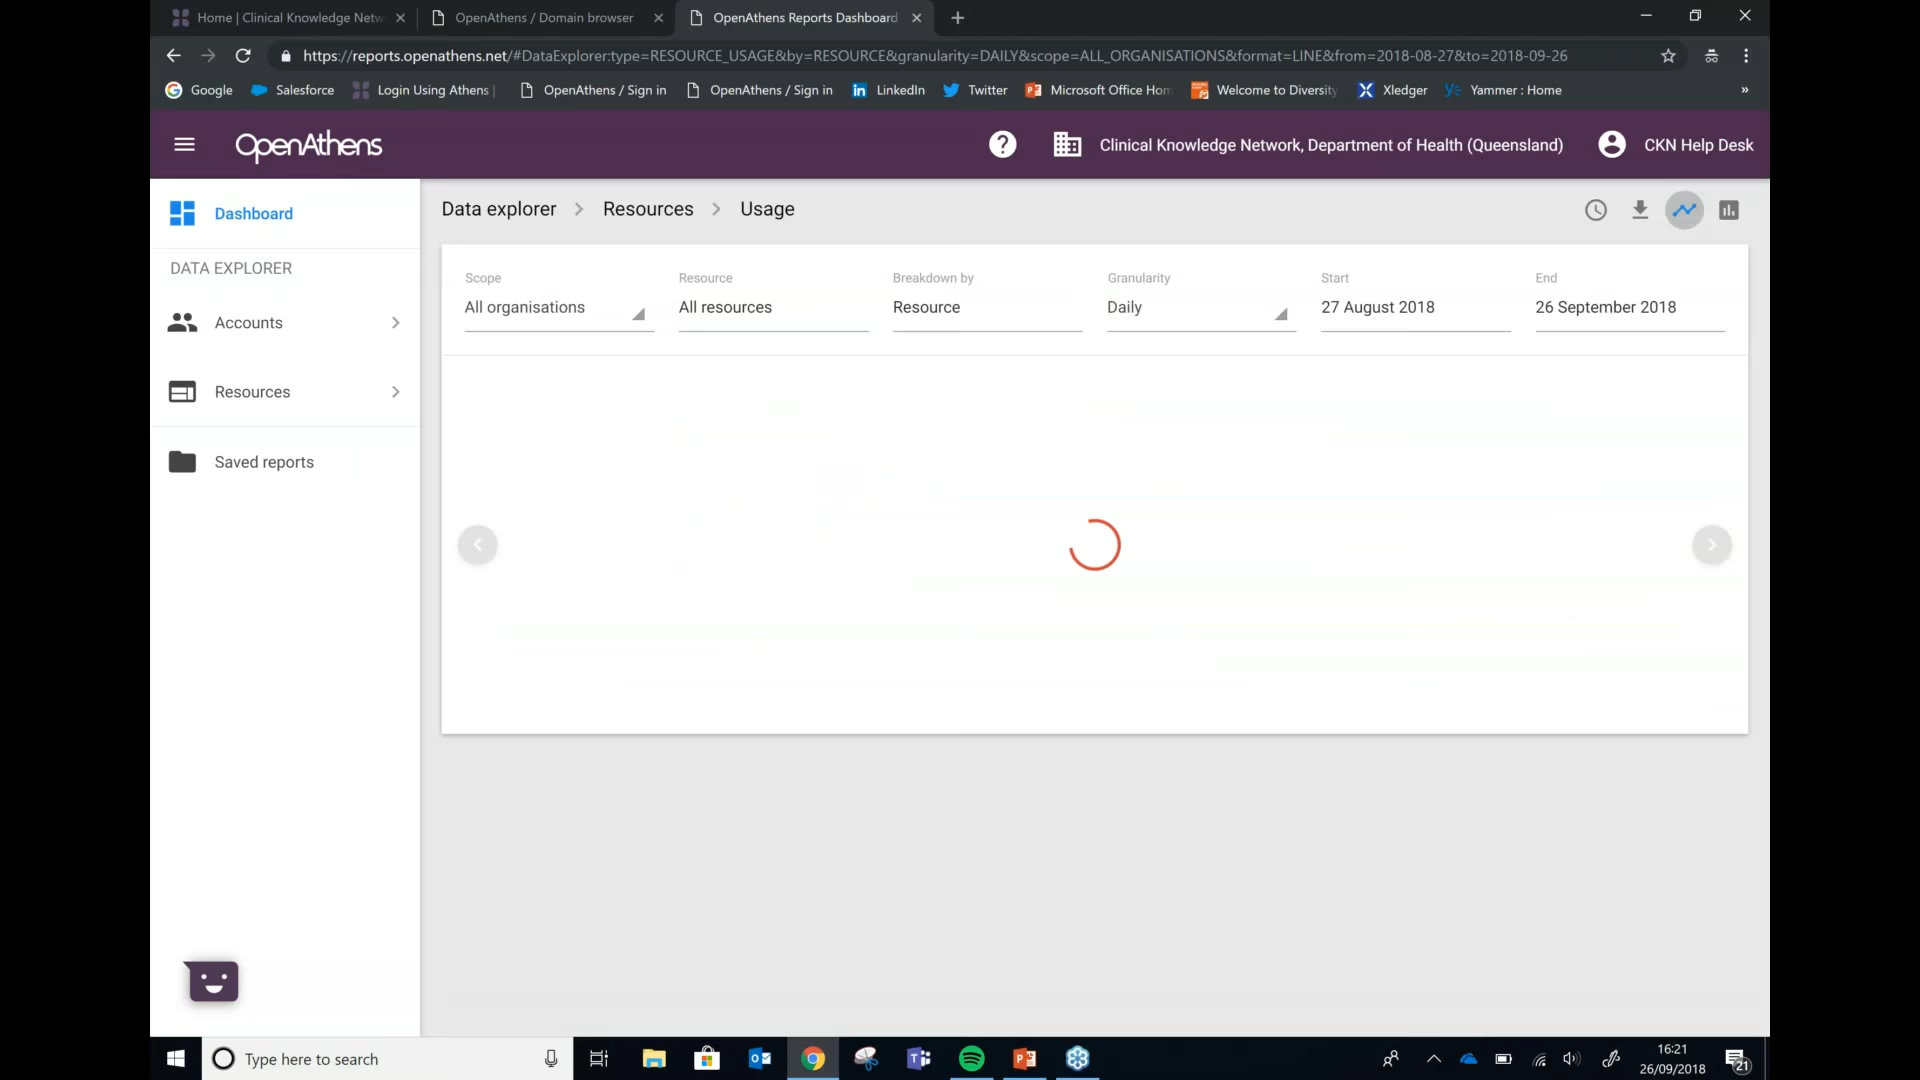 Home | Clinical Knowledge Netw
OpenAthens / Domain browser
OpenAthens Reports Dashboard
https://reports.openathens.net/#DataExplorer:type=RESOURCE_USAGE&by=RESOURCE&granularity=DAILY&scope=ALL_ORGANISATIONS&format=LINE&from=2018-08-27&to=2018-09-26
Google Salesforce Login Using Athens | OpenAthens / Sign in OpenAthens / Sign in LinkedIn Twitter Microsoft Office Hom Welcome to Diversity Xledger Yammer : Home »
OpenAthens
Clinical Knowledge Network, Department of Health (Queensland)
CKN Help Desk
Dashboard
DATA EXPLORER
Accounts
Resources
Saved reports
Data explorer > Resources > Usage
Scope Resource Breakdown by Granularity Start End
All organisations All resources Resource Daily 27 August 2018 26 September 2018
Type here to search
16:21
26/09/2018
21